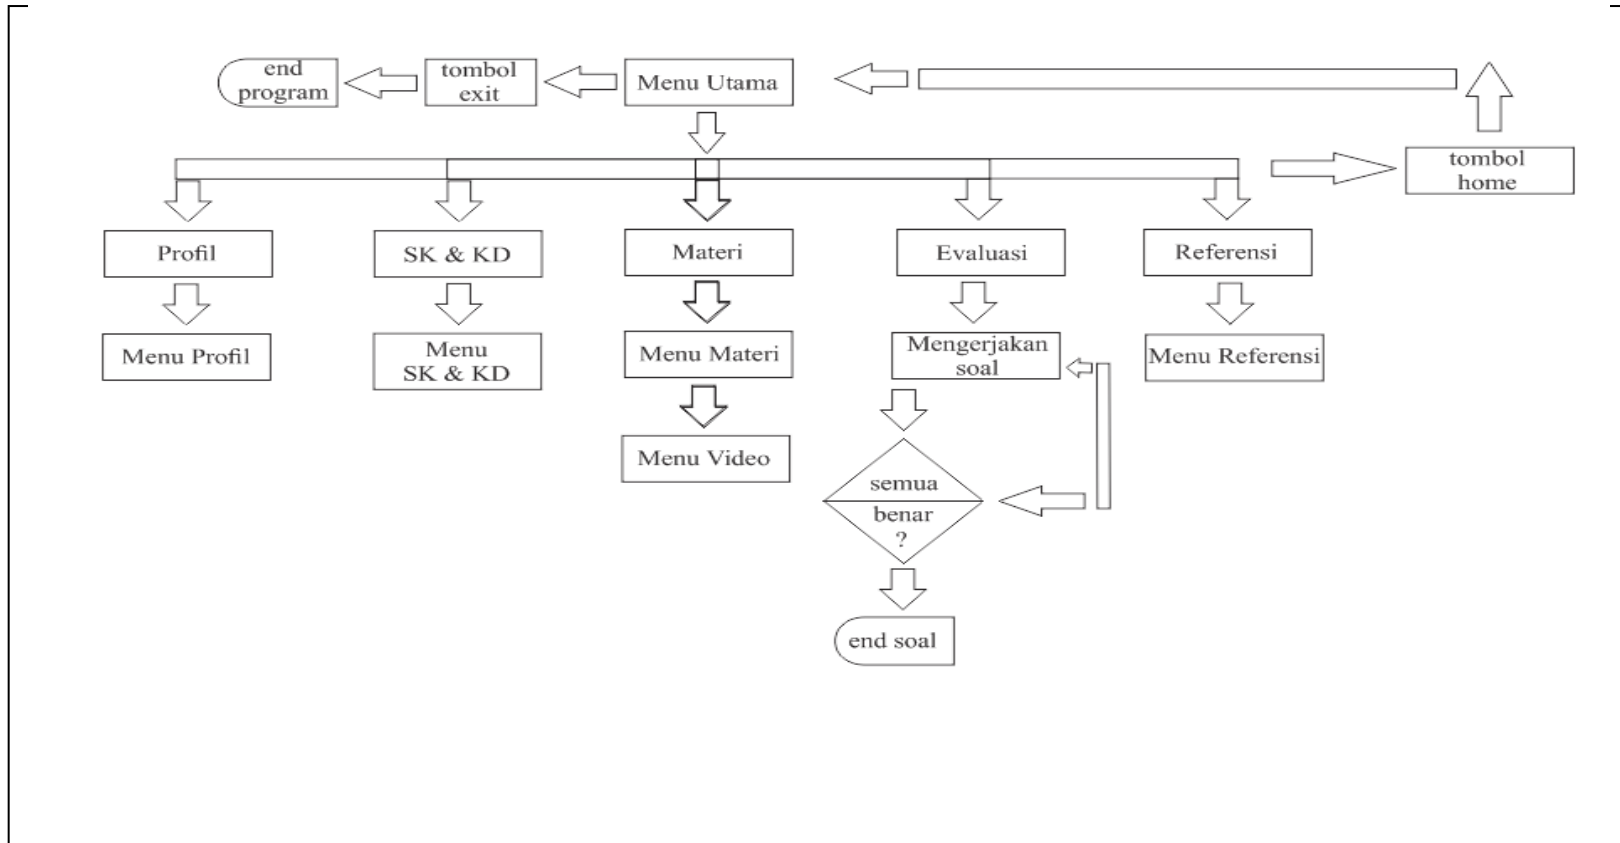 end
program
tombol
exit
Menu Utama
tombol
home
Profil
SK & KD
Materi
Evaluasi
Referensi
Menu Profil
Menu
SK & KD
Menu Materi
Mengerjakan
soal
Menu Referensi
Menu Video
semua
benar
?
end soal